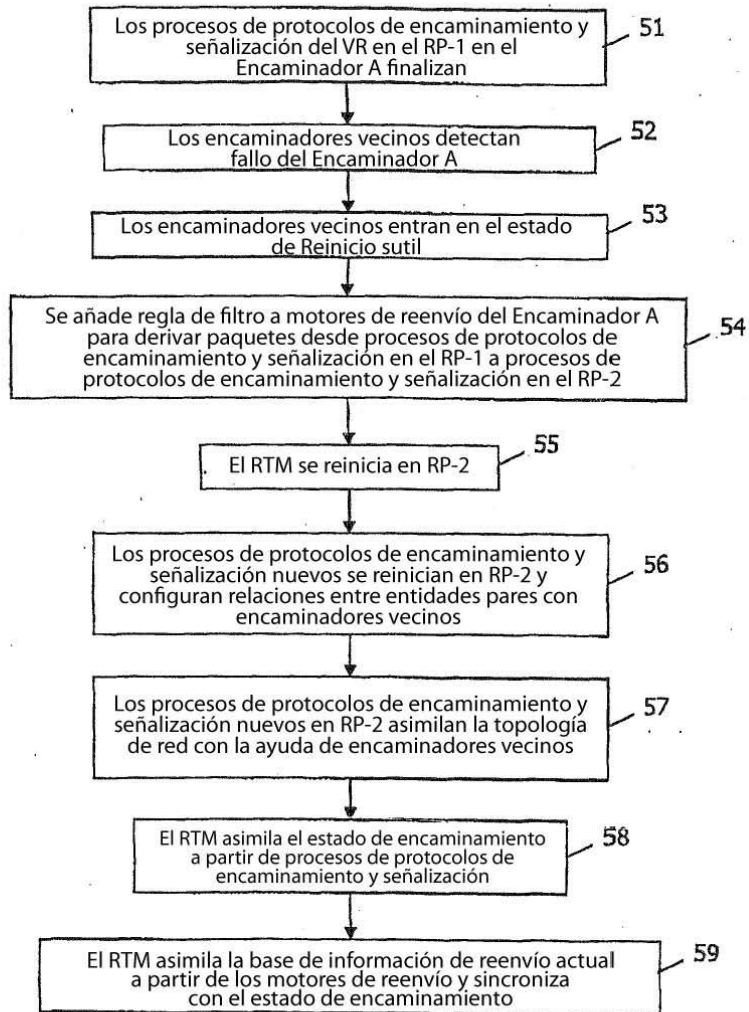 Los procesos de protocolos de encaminamiento y
señalización del VR en el RP-1 en el
Encaminador A finalizan
51
Los encaminadores vecinos detectan
fallo del Encaminador A
52
Los encaminadores vecinos entran en el estado
de Reinicio sutil
53
Se añade regla de filtro a motores de reenvío del Encaminador A
para derivar paquetes desde procesos de protocolos de
encaminamiento y señalización en el RP-1 a procesos de
protocolos de encaminamiento y señalización en el RP-2
54
El RTM se reinicia en RP-2
55
Los procesos de protocolos de encaminamiento y
señalización nuevos se reinician en RP-2 y
configuran relaciones entre entidades pares con
encaminadores vecinos
56
Los procesos de protocolos de encaminamiento y
señalización nuevos en RP-2 asimilan la topología
de red con la ayuda de encaminadores vecinos
57
El RTM asimila el estado de encaminamiento
a partir de procesos de protocolos de
encaminamiento y señalización
58
El RTM asimila la base de información de reenvío actual
a partir de los motores de reenvío y sincroniza
con el estado de encaminamiento
59